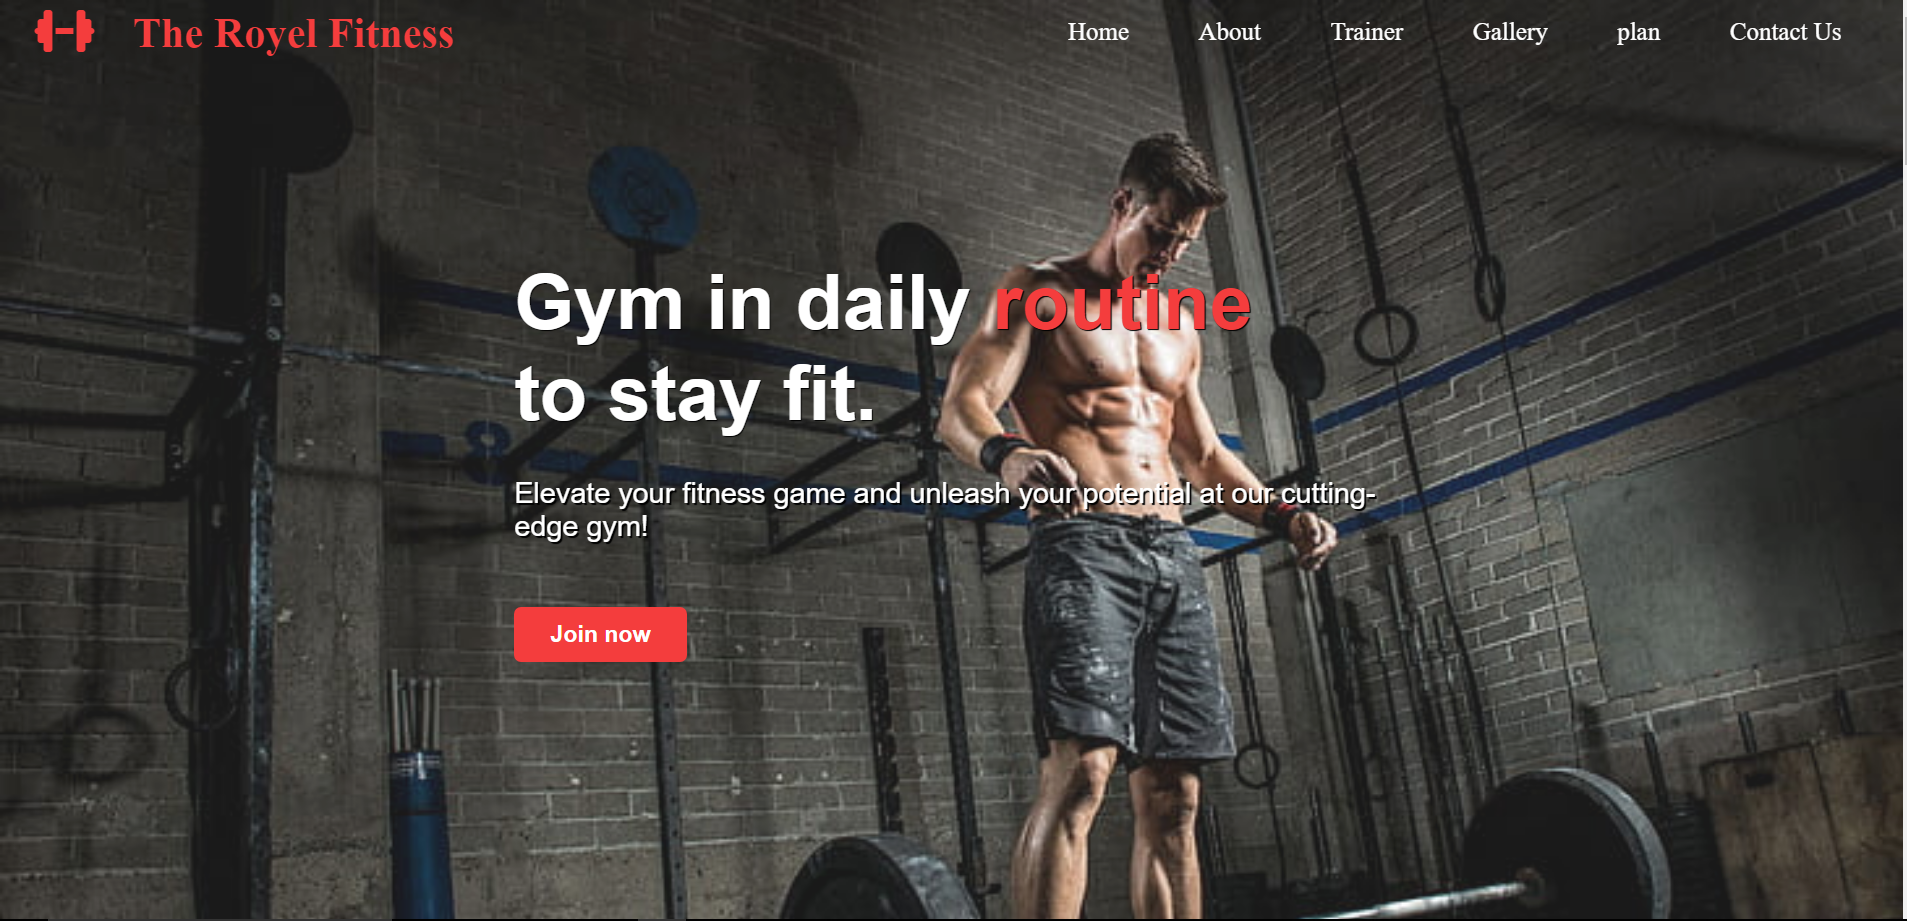 The Royel Fitness
Home About Trainer Gallery plan Contact Us
Gym in daily routine
to stay fit.
Elevate your fitness game and unleash your potential at our cutting-
edge gym!
Join now